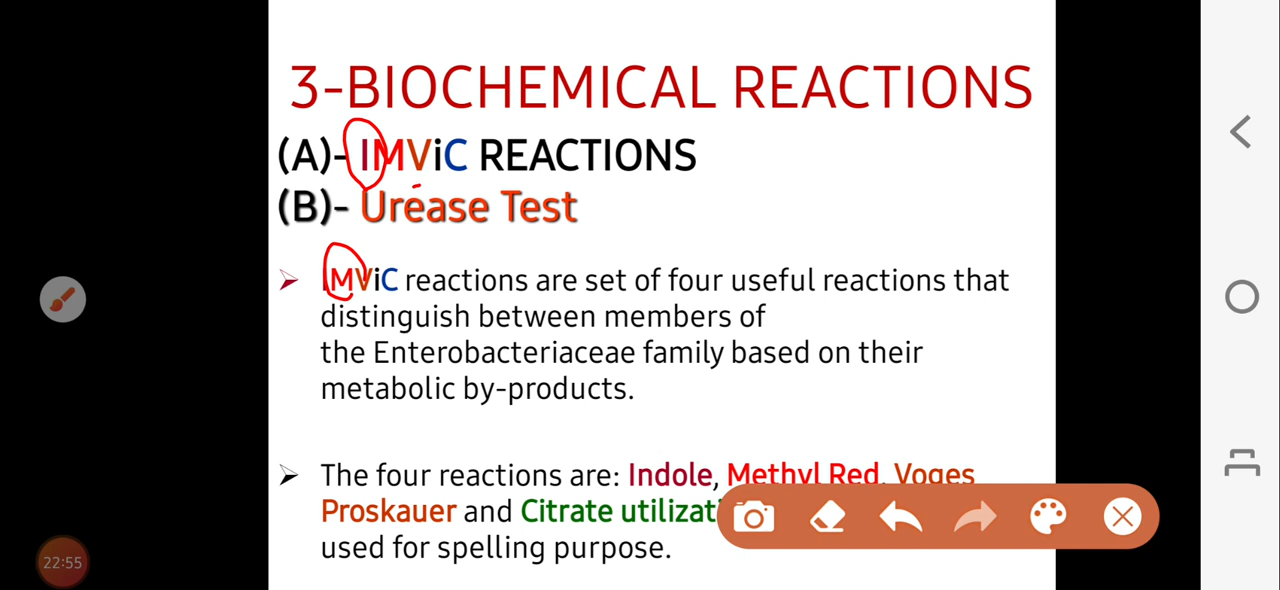 3-BIOCHEMICAL REACTIONS
(A)- IMViC REACTIONS
(B)- Urease Test
IMViC reactions are set of four useful reactions that
distinguish between members of
the Enterobacteriaceae family based on their
metabolic by-products.
The four reactions are: Indole, Methyl Red, Voges
Proskauer and Citrate
used for spelling purpose.
22:55